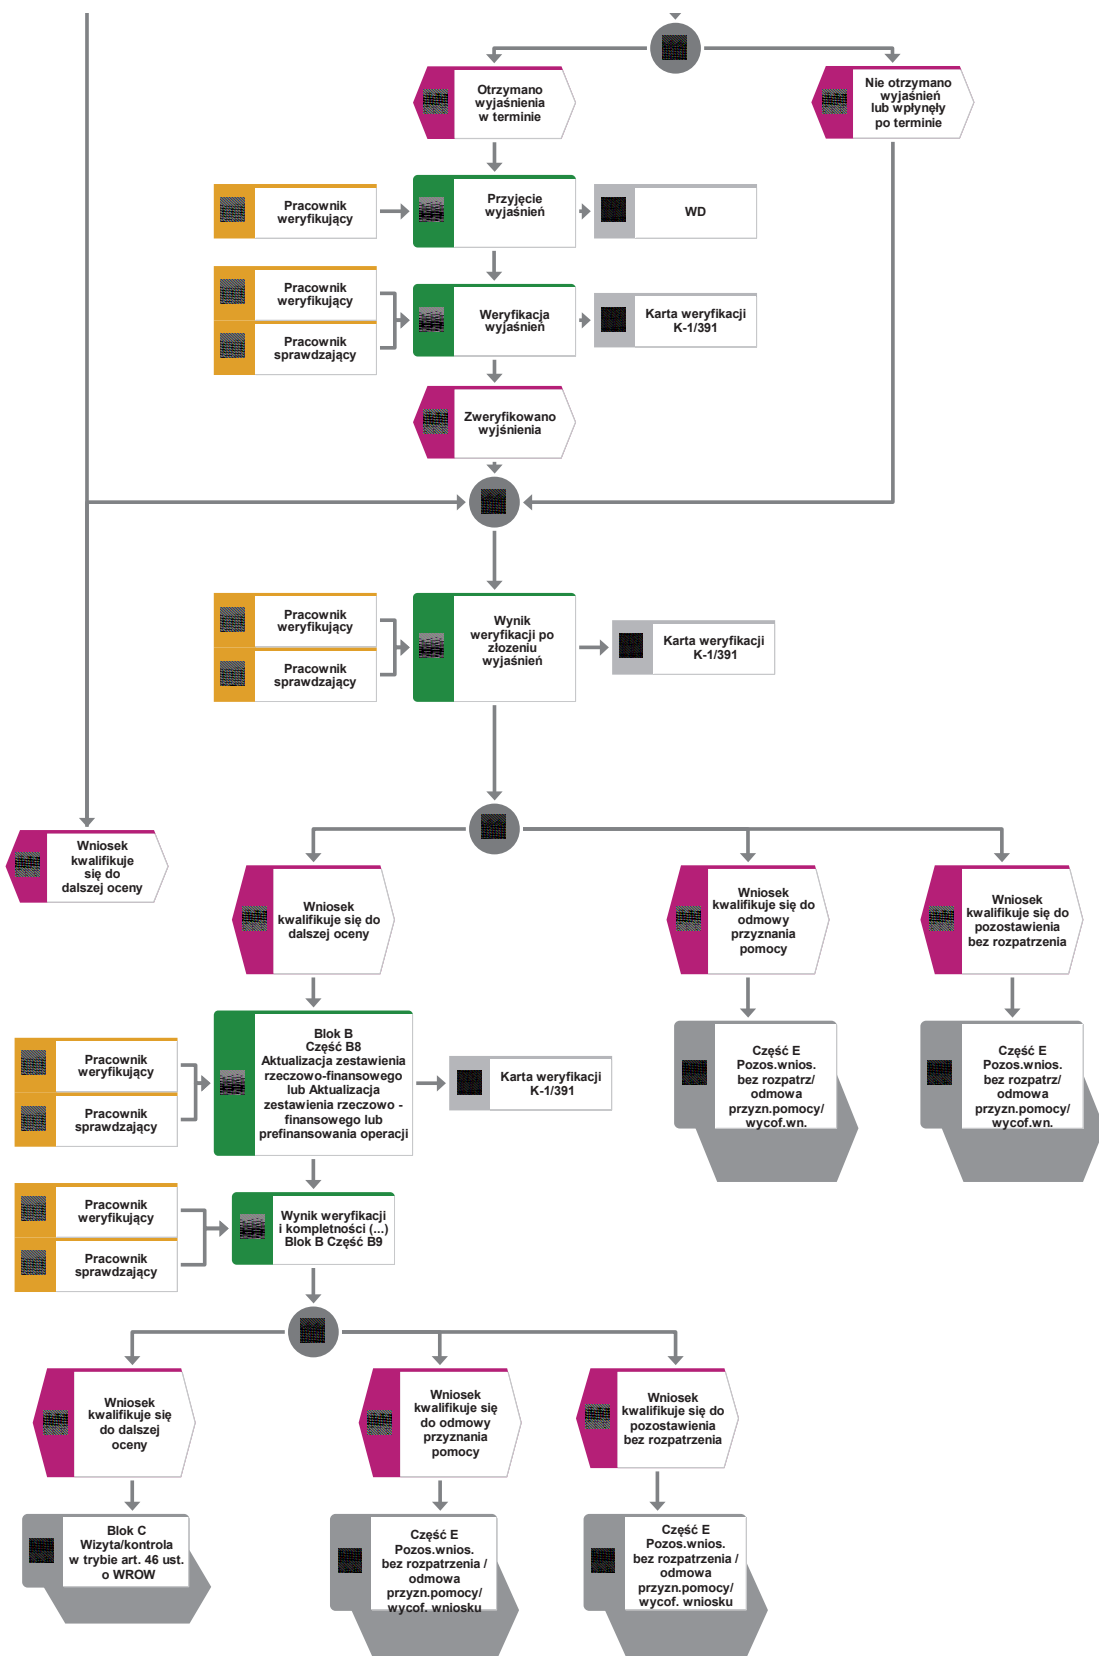 Otrzymano
wyjaśnienia
w terminie
Nie otrzymano
wyjaśnień
lub wpłynęły
po terminie
Pracownik
weryfikujący
Przyjęcie
wyjaśnień
WD
Pracownik
weryfikujący
Pracownik
sprawdzający
Weryfikacja
wyjaśnień
Karta weryfikacji
K-1/391
Zweryfikowano
wyjśnienia
Pracownik
weryfikujący
Pracownik
sprawdzający
Wynik
weryfikacji po
złozeniu
wyjaśnień
Karta weryfikacji
K-1/391
Wniosek
kwalifikuje
się do
dalszej oceny
Wniosek
kwalifikuje się do
dalszej oceny
Wniosek
kwalifikuje się do
odmowy
przyznania
pomocy
Wniosek
kwalifikuje się do
pozostawienia
bez rozpatrzenia
Pracownik
weryfikujący
Pracownik
sprawdzający
Blok B
Część B8
Aktualizacja zestawienia
rzeczowo-finansowego
lub Aktualizacja
zestawienia rzeczowo -
finansowego lub
prefinansowania operacji
Karta weryfikacji
K-1/391
Część E
Pozos.wnios.
bez rozpatrz/
odmowa
przyzn.pomocy/
wycof.wn.
Część E
Pozos.wnios.
bez rozpatrz/
odmowa
przyzn.pomocy/
wycof.wn.
Pracownik
weryfikujący
Pracownik
sprawdzający
Wynik weryfikacji
i kompletności (...)
Blok B Część B9
Wniosek
kwalifikuje się
do dalszej
oceny
Wniosek
kwalifikuje się
do odmowy
przyznania
pomocy
Wniosek
kwalifikuje się do
pozostawienia
bez rozpatrzenia
Blok C
Wizyta/kontrola
w trybie art. 46 ust.
o WROW
Część E
Pozos.wnios.
bez rozpatrzenia /
odmowa
przyzn.pomocy/
wycof. wniosku
Część E
Pozos.wnios.
bez rozpatrzenia /
odmowa
przyzn.pomocy/
wycof. wniosku